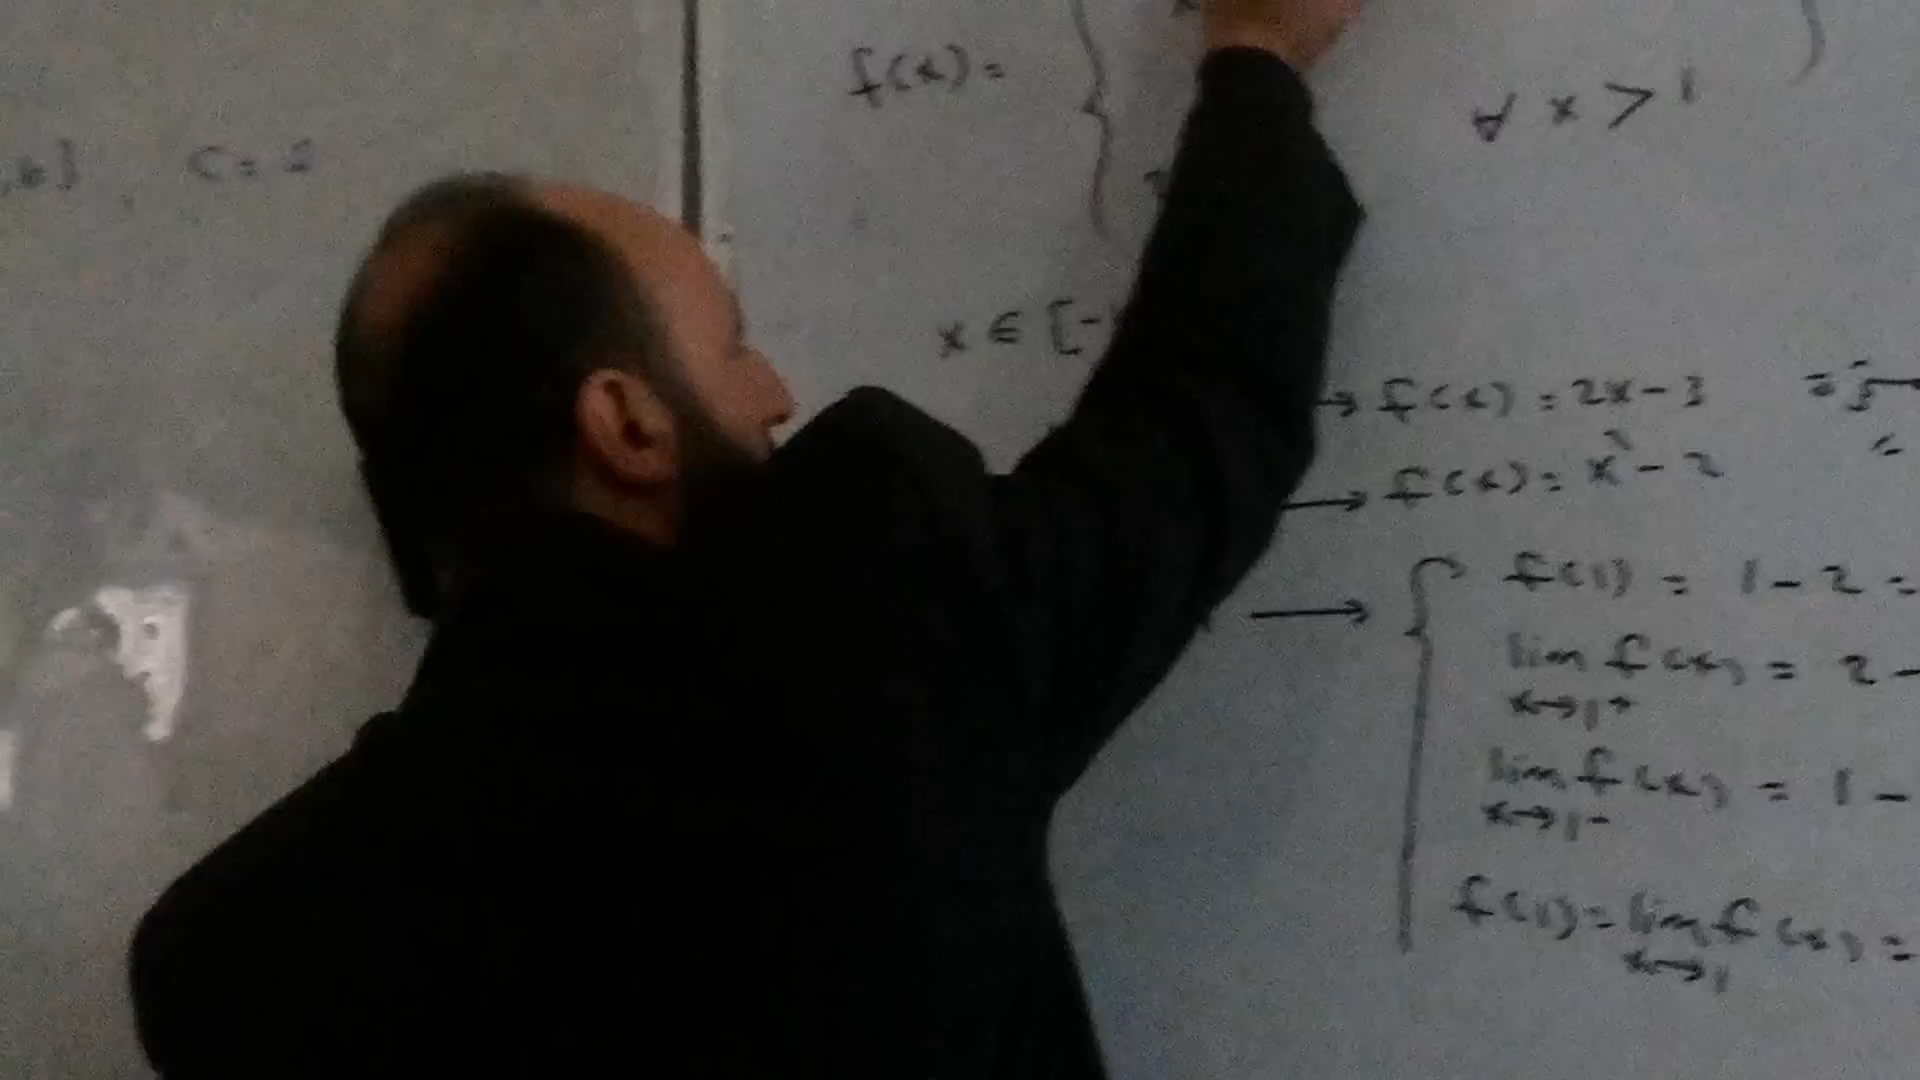 f(x) =
∀ x > 1
C = 2
x ∈ [-
→ f(x) = 2x - 3
→ f(x) = x² - 2
→ f(1) = 1 - 2 =
lim f(x) = 2 -
x→1+
lim f(x) = 1 -
x→1-
f(1) = lim f(x) =
x→1